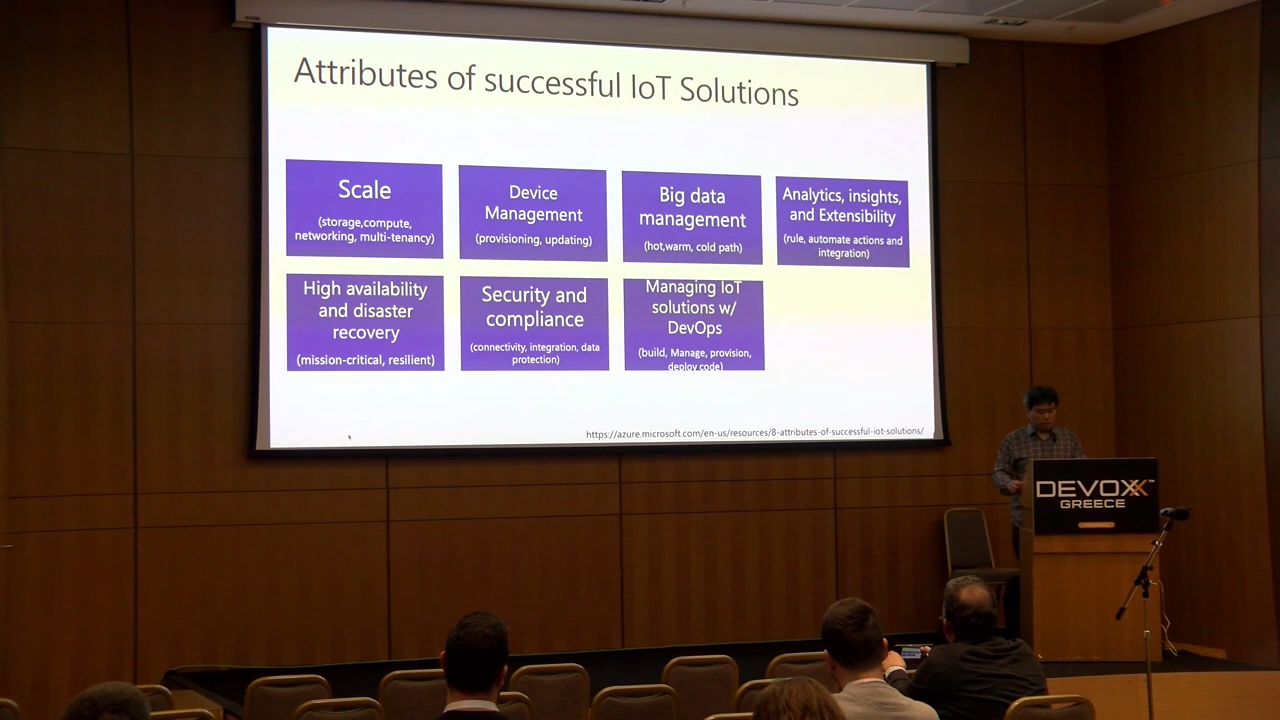 Attributes of successful IoT Solutions
Scale
(storage,compute,
networking, multi-tenancy)
Device
Management
(provisioning, updating)
Big data
management
(hot,warm, cold path)
Analytics, insights,
and Extensibility
(rule, automate actions and
integration)
High availability
and disaster
recovery
(mission-critical, resilient)
Security and
compliance
(connectivity, integration, data
protection)
Managing IoT
solutions w/
DevOps
(build, Manage, provision,
deploy code)
https://azure.microsoft.com/en-us/resources/8-attributes-of-successful-iot-solutions/
DEVOXX™
GREECE